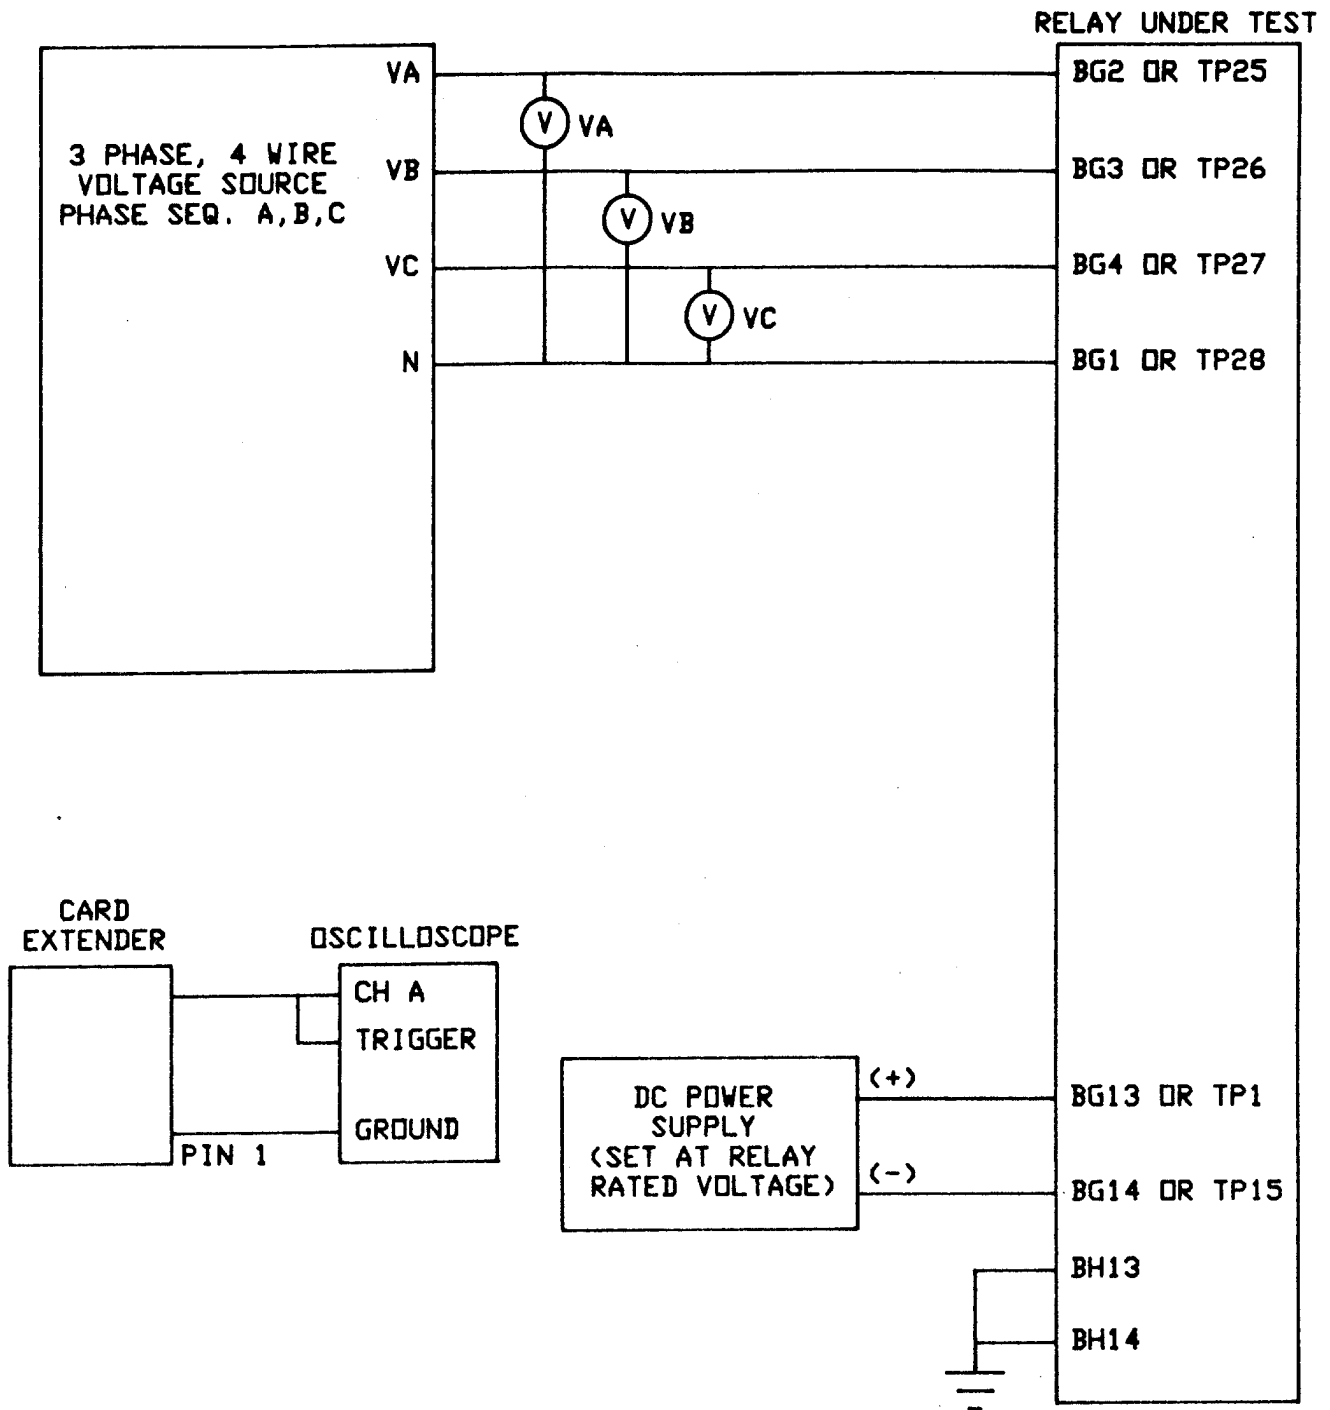 RELAY UNDER TEST
3 PHASE, 4 WIRE
VOLTAGE SOURCE
PHASE SEQ. A,B,C
VA
VB
VC
N
V VA
V VB
V VC
BG2 OR TP25
BG3 OR TP26
BG4 OR TP27
BG1 OR TP28
CARD
EXTENDER
OSCILLOSCOPE
CH A
TRIGGER
GROUND
PIN 1
DC POWER
SUPPLY
(SET AT RELAY
RATED VOLTAGE)
(+)
(-)
BG13 OR TP1
BG14 OR TP15
BH13
BH14